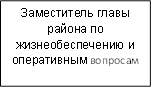 Заместитель главы
района по
жизнеобеспечению и
оперативным вопросам